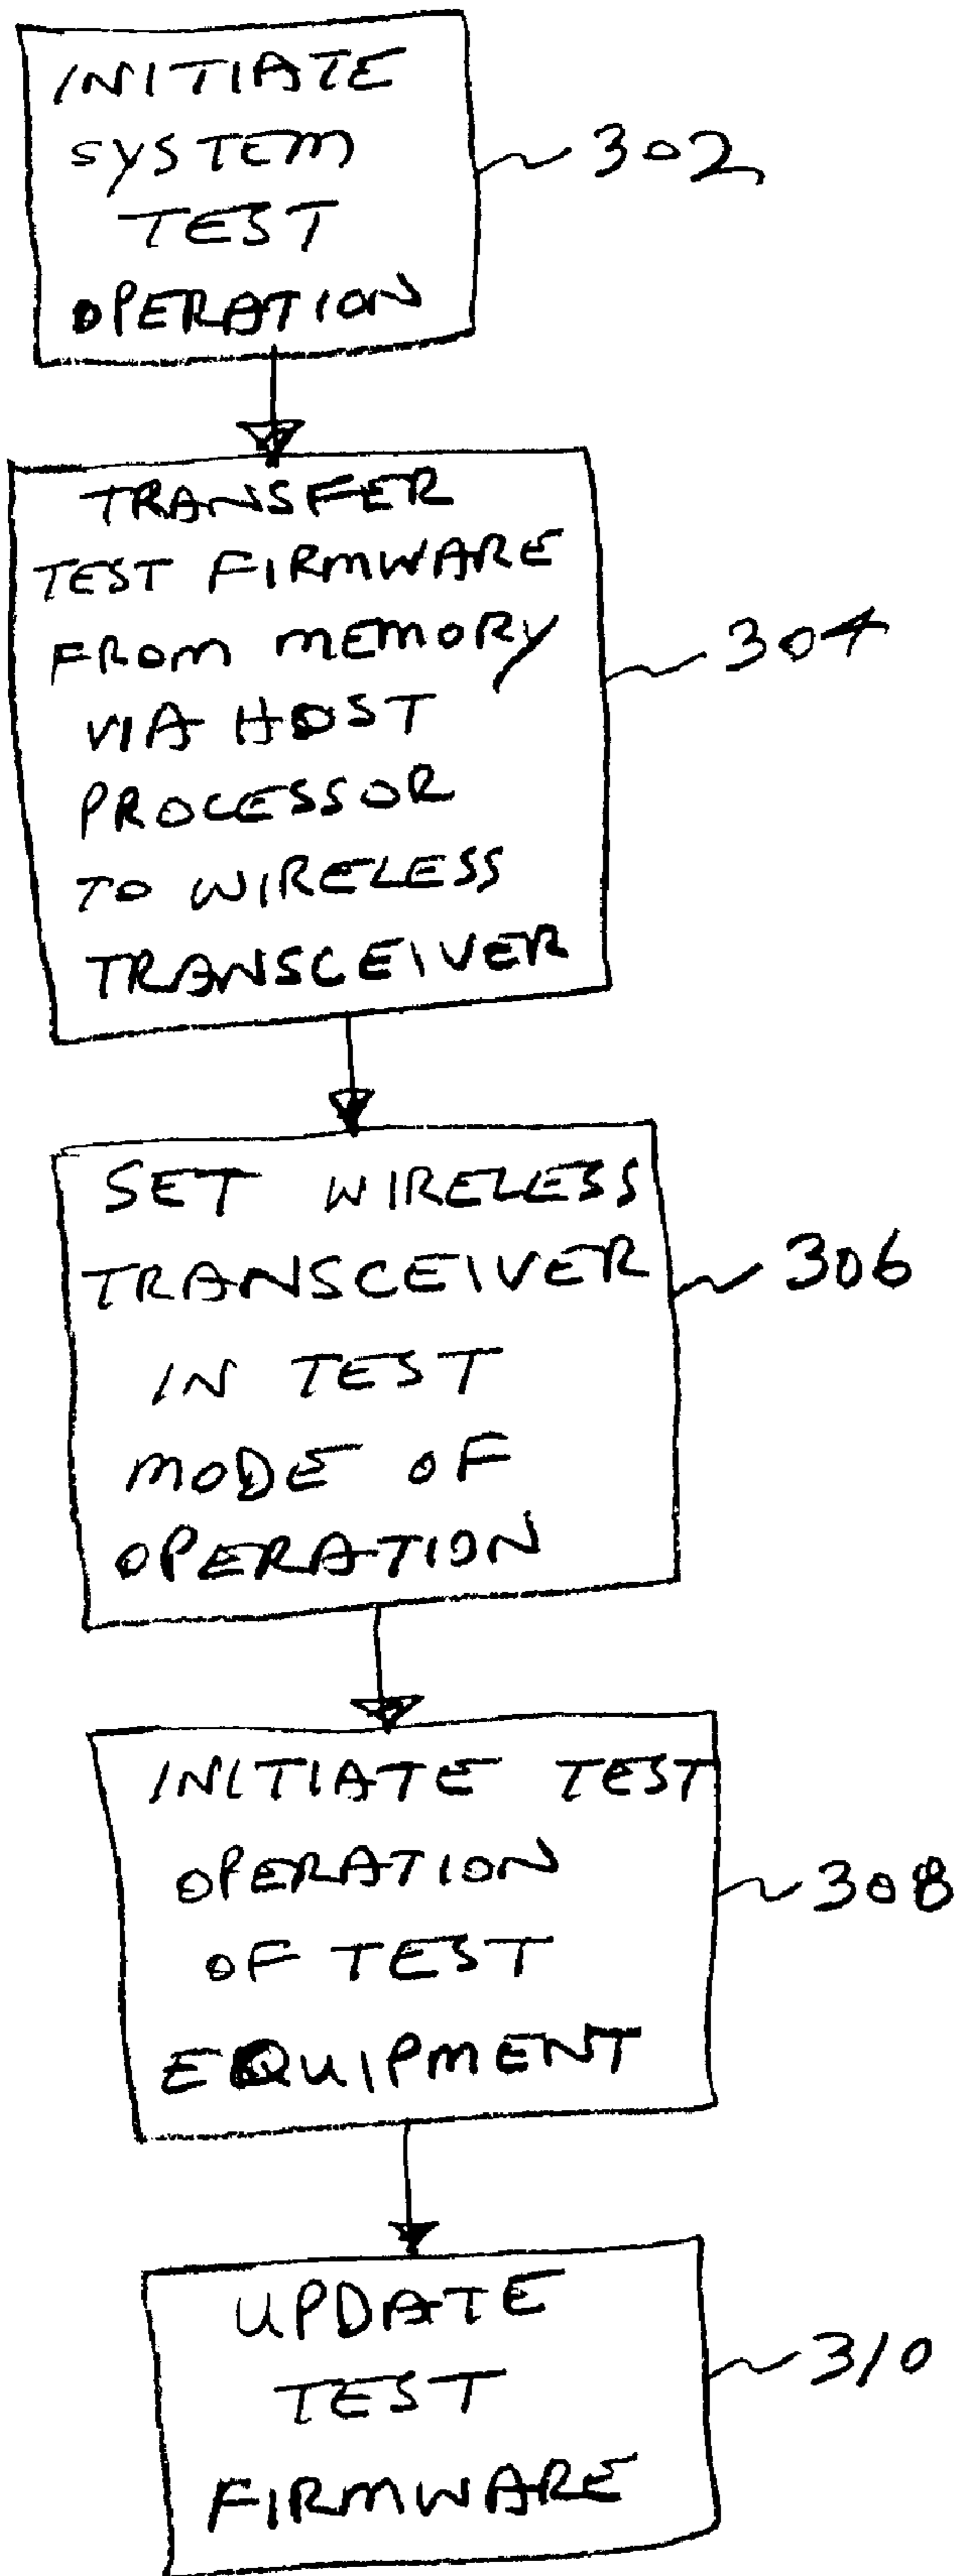 INITIATE
SYSTEM
TEST
OPERATION
302
TRANSFER
TEST FIRMWARE
FROM MEMORY
VIA HOST
PROCESSOR
TO WIRELESS
TRANSCEIVER
304
SET WIRELESS
TRANSCEIVER
IN TEST
MODE OF
OPERATION
306
INITIATE TEST
OPERATION
OF TEST
EQUIPMENT
308
UPDATE
TEST
FIRMWARE
310